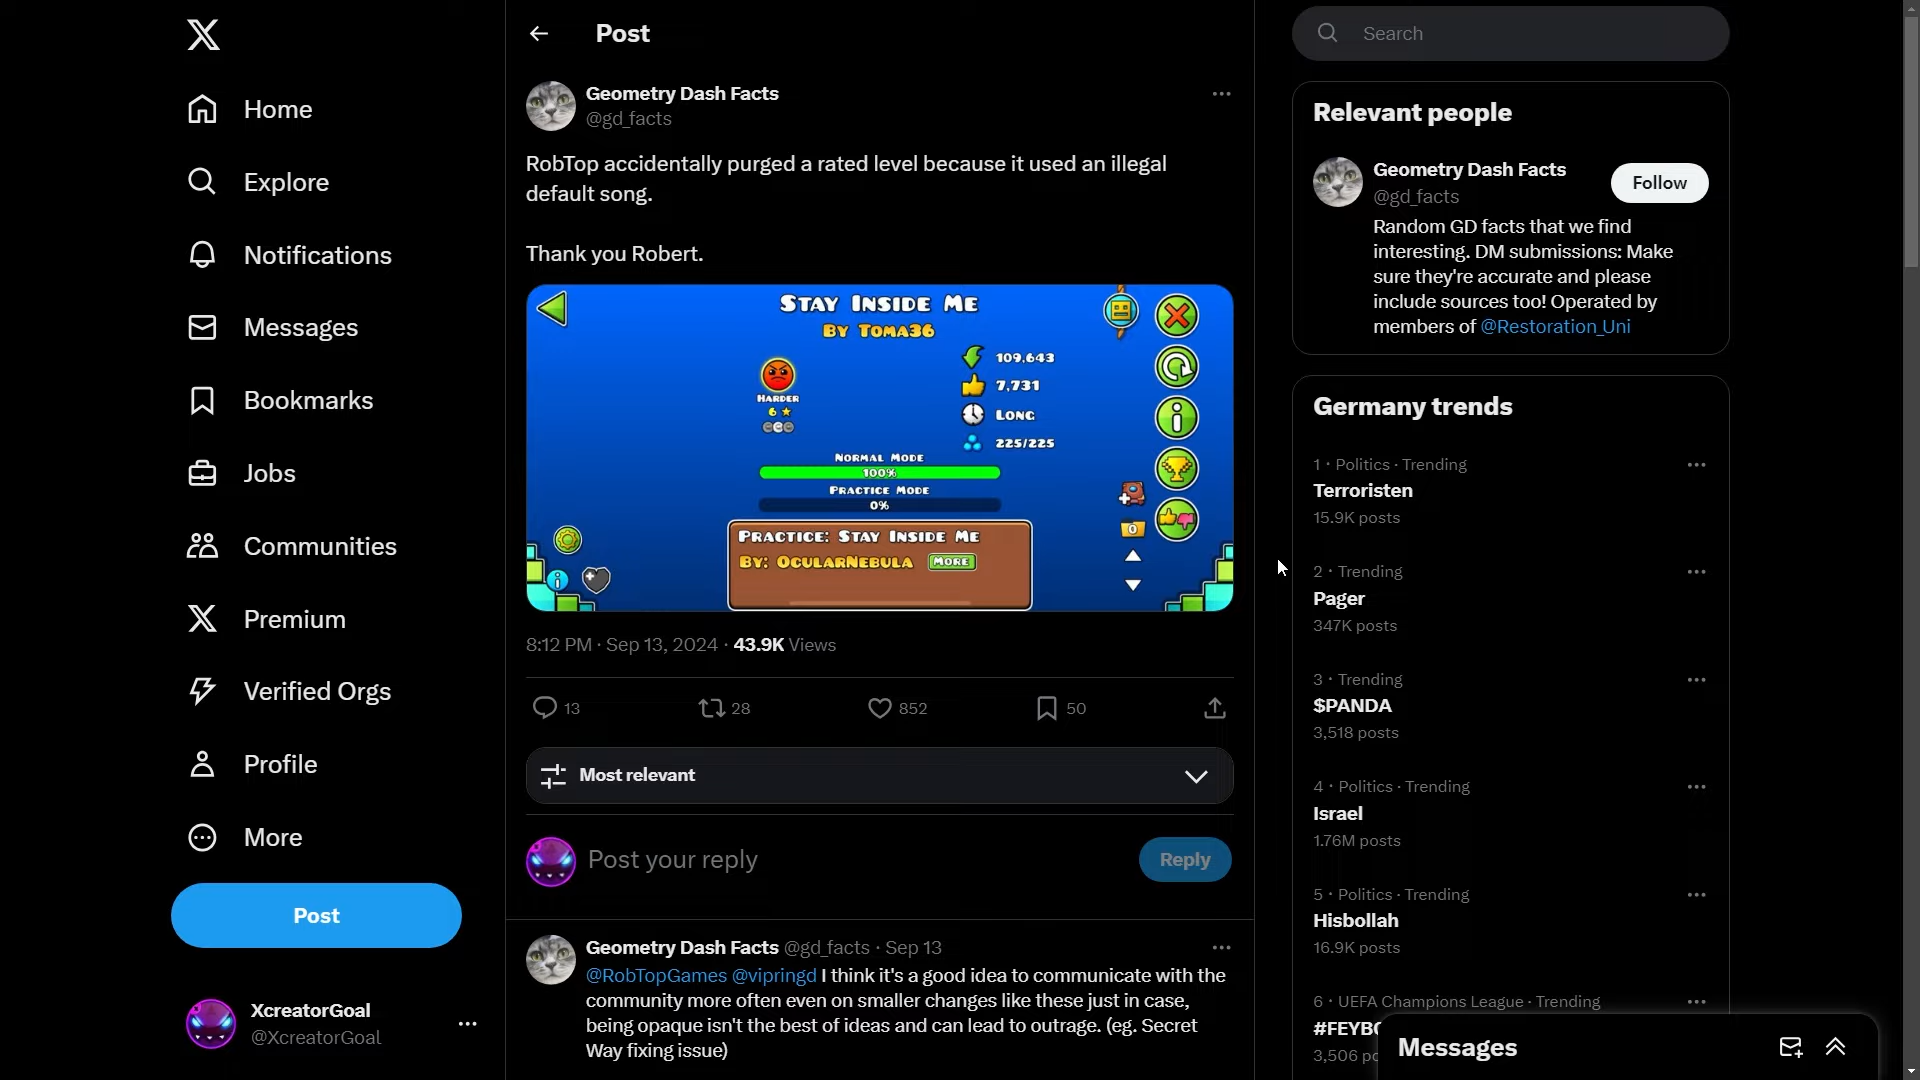 Home
Explore
Notifications
Messages
Bookmarks
Jobs
Communities
Premium
Verified Orgs
Profile
More
Post
XcreatorGoal
@XcreatorGoal
Post
Geometry Dash Facts
@gd_facts
RobTop accidentally purged a rated level because it used an illegal
default song.
Thank you Robert.
Stay Inside Me
By Toma36
Harder
6
109,643
7,731
Long
225/225
Normal Mode
100%
Practice Mode
0%
Practice: Stay Inside Me
By: OcularNebula More
0
8:12 PM · Sep 13, 2024 · 43.9K Views
13 28 852 50
Most relevant
Post your reply
Reply
Geometry Dash Facts @gd_facts · Sep 13
@RobTopGames @vipringd I think it's a good idea to communicate with the
community more often even on smaller changes like these just in case,
being opaque isn't the best of ideas and can lead to outrage. (eg. Secret
Way fixing issue)
Search
Relevant people
Geometry Dash Facts
@gd_facts
Follow
Random GD facts that we find
interesting. DM submissions: Make
sure they're accurate and please
include sources too! Operated by
members of @Restoration_Uni
Germany trends
1 · Politics · Trending
Terroristen
15.9K posts
2 · Trending
Pager
347K posts
3 · Trending
$PANDA
3,518 posts
4 · Politics · Trending
Israel
1.76M posts
5 · Politics · Trending
Hisbollah
16.9K posts
6 · UEFA Champions League · Trending
#FEYB
3,506 po
Messages